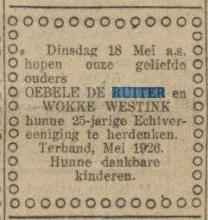 Dinsdag 18 Mei a.s.
hopen onze geliefde
ouders
OEBELE DE RUITER en
WOKKE WESTINK
hunne 25-jarige Echtver-
eeniging te herdenken.
Terband, Mei 1926.
Hunne dankbare
kinderen.